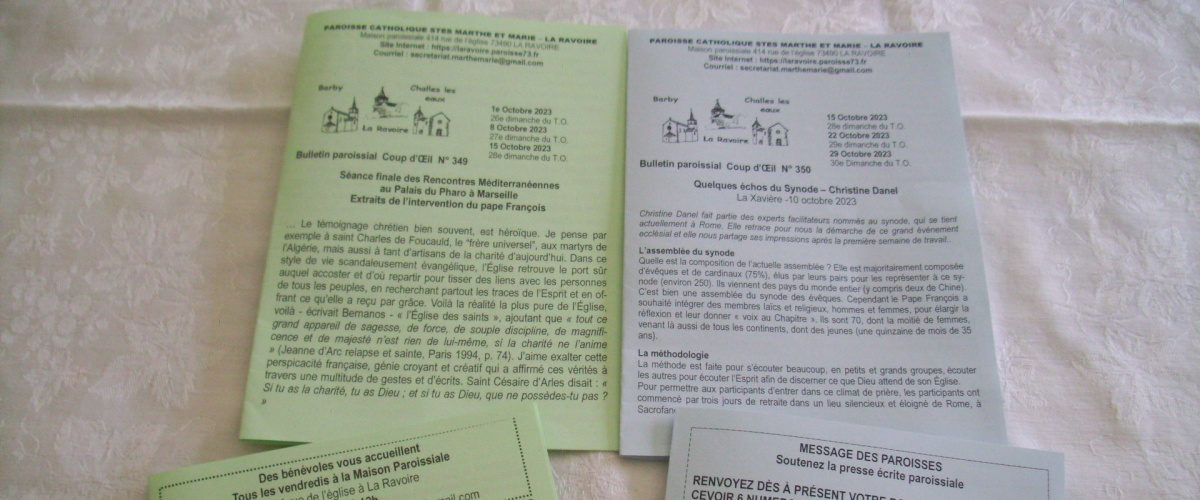 PAROISSE CATHOLIQUE STES MARTHE ET MARIE – LA RAVOIRE
Maison paroissiale 414 rue de l'église 73490 LA RAVOIRE
Site Internet : https://laravoire.paroisse73.fr
Courriel : secretariat.marthemarie@gmail.com
Barby
Challes les
eaux
La Ravoire
1e Octobre 2023
26e dimanche du T.O.
8 Octobre 2023
27e dimanche du T.O.
15 Octobre 2023
28e dimanche du T.O.
Bulletin paroissial Coup d'Œil N° 349
Séance finale des Rencontres Méditerranéennes
au Palais du Pharo à Marseille
Extraits de l'intervention du pape François
… Le témoignage chrétien bien souvent, est héroïque. Je pense par
exemple à saint Charles de Foucauld, le "frère universel", aux martyrs de
l'Algérie, mais aussi à tant d'artisans de la charité d'aujourd'hui. Dans ce
style de vie scandaleusement évangélique, l'Église retrouve le port sûr
auquel accoster et d'où repartir pour tisser des liens avec les personnes
de tous les peuples, en recherchant partout les traces de l'Esprit et en of-
frant ce qu'elle a reçu par grâce. Voilà la réalité la plus pure de l'Église,
voilà - écrivait Bernanos - « l'Église des saints », ajoutant que « tout ce
grand appareil de sagesse, de force, de souple discipline, de magnifi-
cence et de majesté n'est rien de lui-même, si la charité ne l'anime
» (Jeanne d'Arc relapse et sainte, Paris 1994, p. 74). J'aime exalter cette
perspicacité française, génie croyant et créatif qui a affirmé ces vérités à
travers une multitude de gestes et d'écrits. Saint Césaire d'Arles disait : «
Si tu as la charité, tu as Dieu ; et si tu as Dieu, que ne possèdes-tu pas ?
»
Des bénévoles vous accueillent
Tous les vendredis à la Maison Paroissiale
de l'église à La Ravoire
PAROISSE CATHOLIQUE STES MARTHE ET MARIE – LA RAVOIRE
Maison paroissiale 414 rue de l'église 73490 LA RAVOIRE
Site Internet : https://laravoire.paroisse73.fr
Courriel : secretariat.marthemarie@gmail.com
Barby
Challes les
eaux
La Ravoire
15 Octobre 2023
28e dimanche du T.O.
22 Octobre 2023
29e dimanche du T.O.
29 Octobre 2023
30e Dimanche du T.O.
Bulletin paroissial Coup d'Œil N° 350
Quelques échos du Synode – Christine Danel
La Xavière -10 octobre 2023
Christine Danel fait partie des experts facilitateurs nommés au synode, qui se tient
actuellement à Rome. Elle retrace pour nous la démarche de ce grand événement
ecclésial et elle nous partage ses impressions après la première semaine de travail.
L'assemblée du synode
Quelle est la composition de l'actuelle assemblée ? Elle est majoritairement composée
d'évêques et de cardinaux (75%), élus par leurs pairs pour les représenter à ce sy-
node (environ 250). Ils viennent des pays du monde entier (y compris deux de Chine).
C'est bien une assemblée du synode des évêques. Cependant le Pape François a
souhaité intégrer des membres laïcs et religieux, hommes et femmes, pour élargir la
réflexion et leur donner « voix au Chapitre ». Ils sont 70, dont la moitié de femmes,
venant là aussi de tous les continents, dont des jeunes (une quinzaine de mois de 35
ans).
La méthodologie
La méthode est faite pour s'écouter beaucoup, en petits et grands groupes, écouter
les autres pour écouter l'Esprit afin de discerner ce que Dieu attend de son Église.
Pour permettre aux participants d'entrer dans ce climat de prière, les participants ont
commencé par trois jours de retraite dans un lieu silencieux et éloigné de Rome, à
MESSAGE DES PAROISSES
Soutenez la presse écrite paroissiale
RENVOYEZ DÈS À PRÉSENT VOTRE
CEVOIR 6